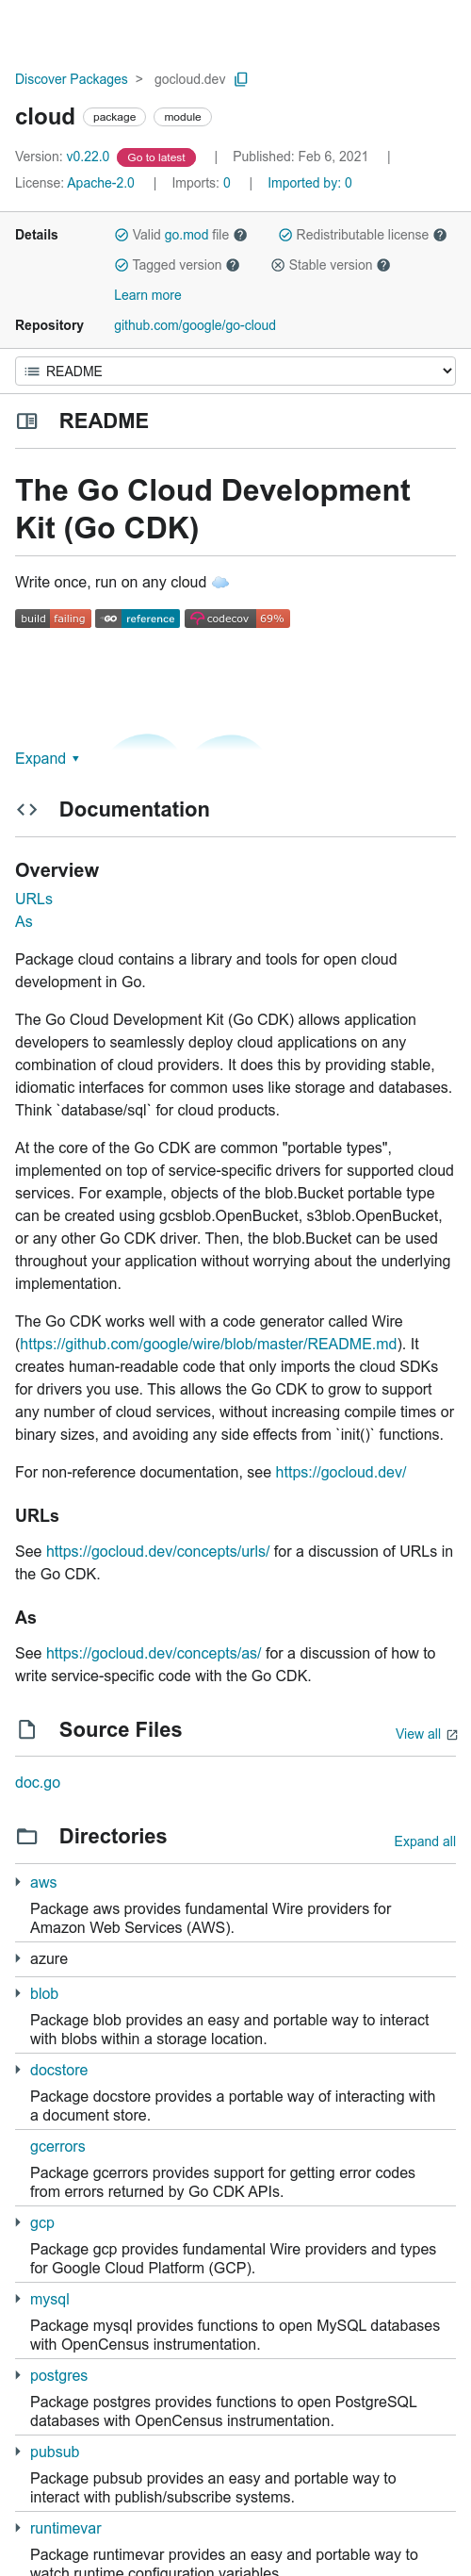 Discover Packages > gocloud.dev
cloud package module
Version: v0.22.0 Go to latest | Published: Feb 6, 2021 |
License: Apache-2.0 | Imports: 0 | Imported by: 0
Details Valid go.mod file Redistributable license
Tagged version Stable version
Learn more
Repository github.com/google/go-cloud
README
README
The Go Cloud Development
Kit (Go CDK)
Write once, run on any cloud
build failing GO reference codecov 69%
Expand
Documentation
Overview
URLs
As
Package cloud contains a library and tools for open cloud
development in Go.
The Go Cloud Development Kit (Go CDK) allows application
developers to seamlessly deploy cloud applications on any
combination of cloud providers. It does this by providing stable,
idiomatic interfaces for common uses like storage and databases.
Think `database/sql` for cloud products.
At the core of the Go CDK are common "portable types",
implemented on top of service-specific drivers for supported cloud
services. For example, objects of the blob.Bucket portable type
can be created using gcsblob.OpenBucket, s3blob.OpenBucket,
or any other Go CDK driver. Then, the blob.Bucket can be used
throughout your application without worrying about the underlying
implementation.
The Go CDK works well with a code generator called Wire
(https://github.com/google/wire/blob/master/README.md). It
creates human-readable code that only imports the cloud SDKs
for drivers you use. This allows the Go CDK to grow to support
any number of cloud services, without increasing compile times or
binary sizes, and avoiding any side effects from `init()` functions.
For non-reference documentation, see https://gocloud.dev/
URLs
See https://gocloud.dev/concepts/urls/ for a discussion of URLs in
the Go CDK.
As
See https://gocloud.dev/concepts/as/ for a discussion of how to
write service-specific code with the Go CDK.
Source Files View all
doc.go
Directories Expand all
aws
Package aws provides fundamental Wire providers for
Amazon Web Services (AWS).
azure
blob
Package blob provides an easy and portable way to interact
with blobs within a storage location.
docstore
Package docstore provides a portable way of interacting with
a document store.
gcerrors
Package gcerrors provides support for getting error codes
from errors returned by Go CDK APIs.
gcp
Package gcp provides fundamental Wire providers and types
for Google Cloud Platform (GCP).
mysql
Package mysql provides functions to open MySQL databases
with OpenCensus instrumentation.
postgres
Package postgres provides functions to open PostgreSQL
databases with OpenCensus instrumentation.
pubsub
Package pubsub provides an easy and portable way to
interact with publish/subscribe systems.
runtimevar
Package runtimevar provides an easy and portable way to
watch runtime configuration variables.